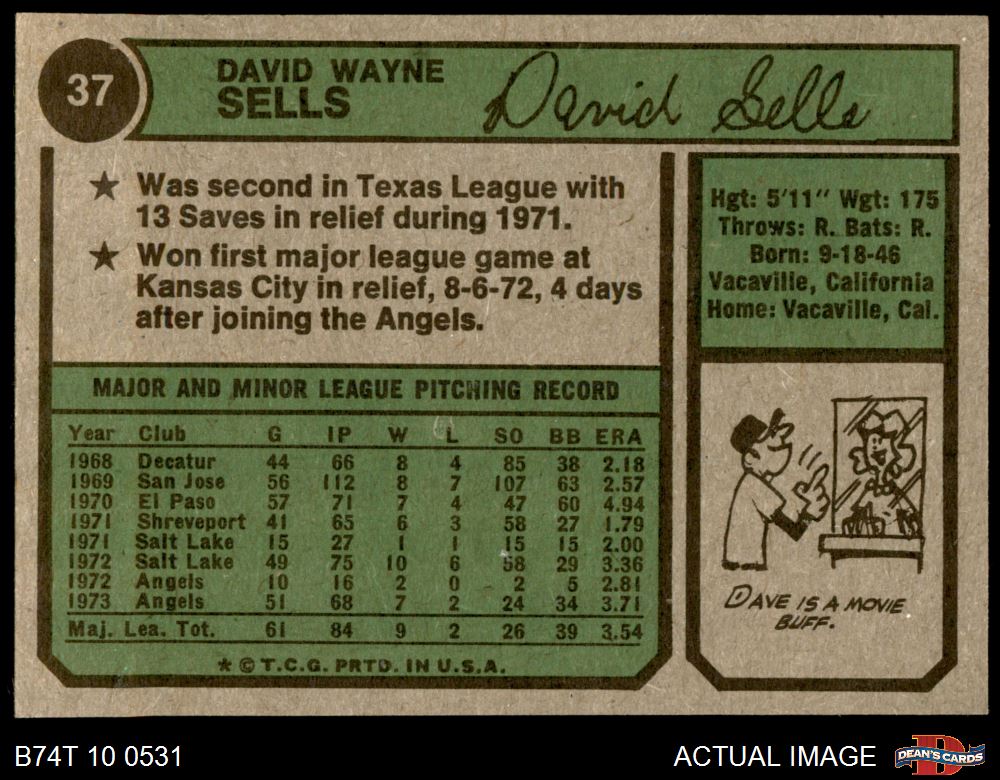 37
DAVID WAYNE
SELLS
David Sells
★ Was second in Texas League with
13 Saves in relief during 1971.
★ Won first major league game at
Kansas City in relief, 8-6-72, 4 days
after joining the Angels.
Hgt: 5'11" Wgt: 175
Throws: R. Bats: R.
Born: 9-18-46
Vacaville, California
Home: Vacaville, Cal.
MAJOR AND MINOR LEAGUE PITCHING RECORD
Year Club G IP W L SO BB ERA
1968 Decatur 44 66 8 4 85 38 2.18
1969 San Jose 56 112 8 7 107 63 2.57
1970 El Paso 57 71 7 4 47 60 4.94
1971 Shreveport 41 65 6 3 58 27 1.79
1971 Salt Lake 15 27 1 1 15 15 2.00
1972 Salt Lake 49 75 10 6 58 29 3.36
1972 Angels 10 16 2 0 2 5 2.81
1973 Angels 51 68 7 2 24 34 3.71
Maj. Lea. Tot. 61 84 9 2 26 39 3.54
★ © T.C.G. PRTD. IN U.S.A.
DAVE IS A MOVIE
BUFF.
B74T 10 0531
ACTUAL IMAGE
D
DEAN'S CARDS